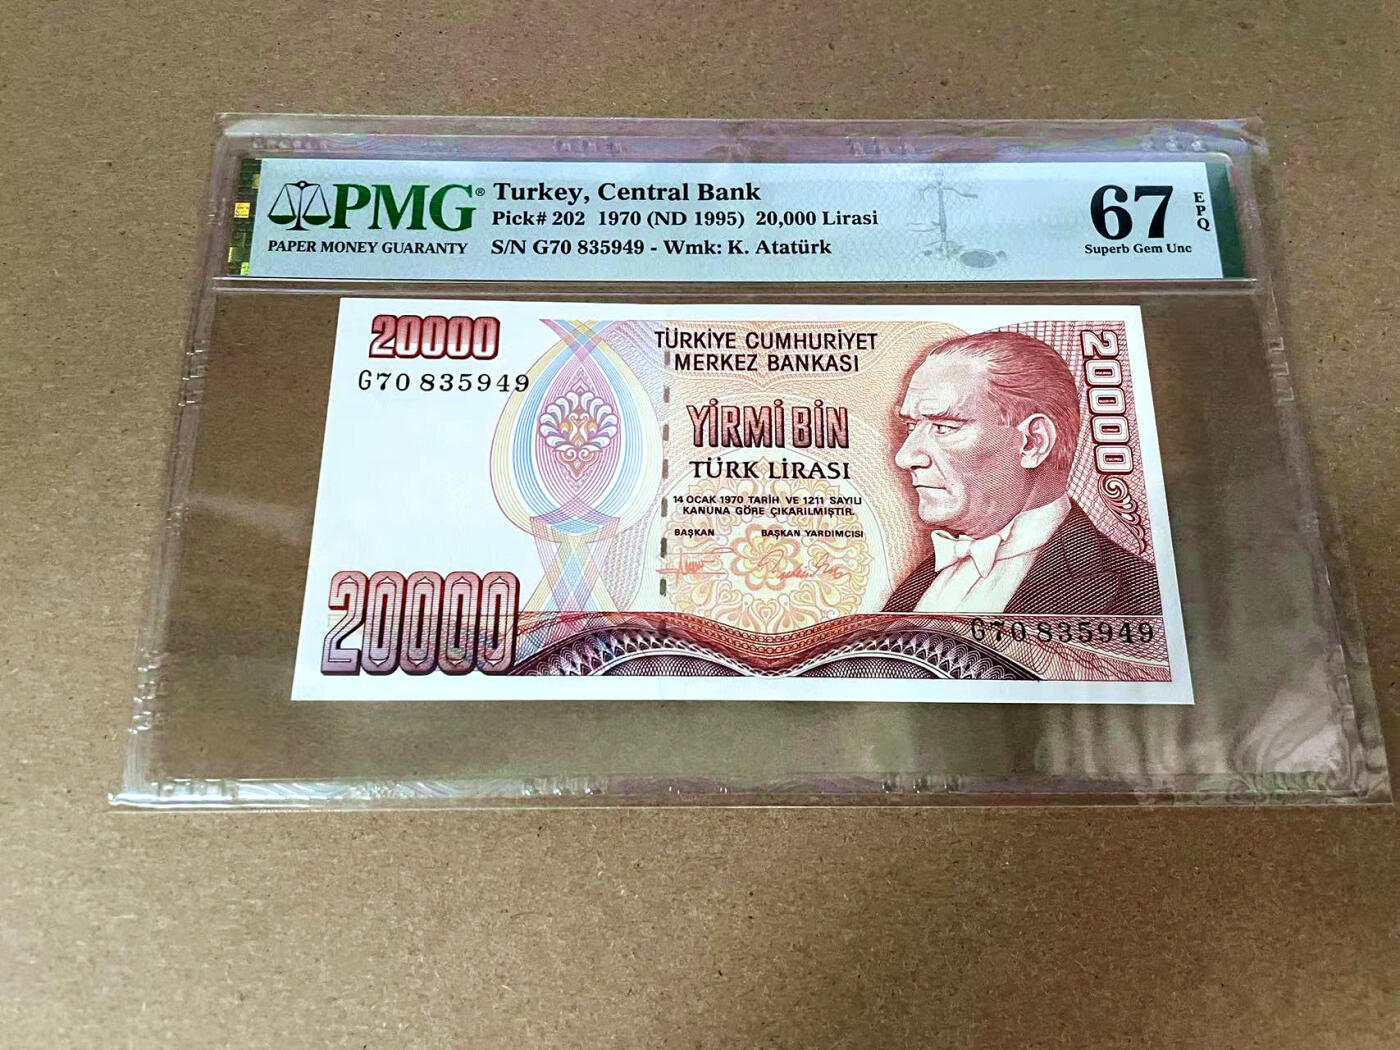 PMG®
PAPER MONEY GUARANTY
Turkey, Central Bank
Pick# 202 1970 (ND 1995) 20,000 Lirasi
S/N G70 835949 - Wmk: K. Atatürk
67
EPQ
Superb Gem Unc
20000
G70 835949
TÜRKİYE CUMHURİYET
MERKEZ BANKASI
YİRMİ BİN
TÜRK LİRASI
14 OCAK 1970 TARİH VE 1211 SAYILI
KANUNA GÖRE ÇIKARILMIŞTIR.
BAŞKAN BAŞKAN YARDIMCISI
20000
20000
G70 835949